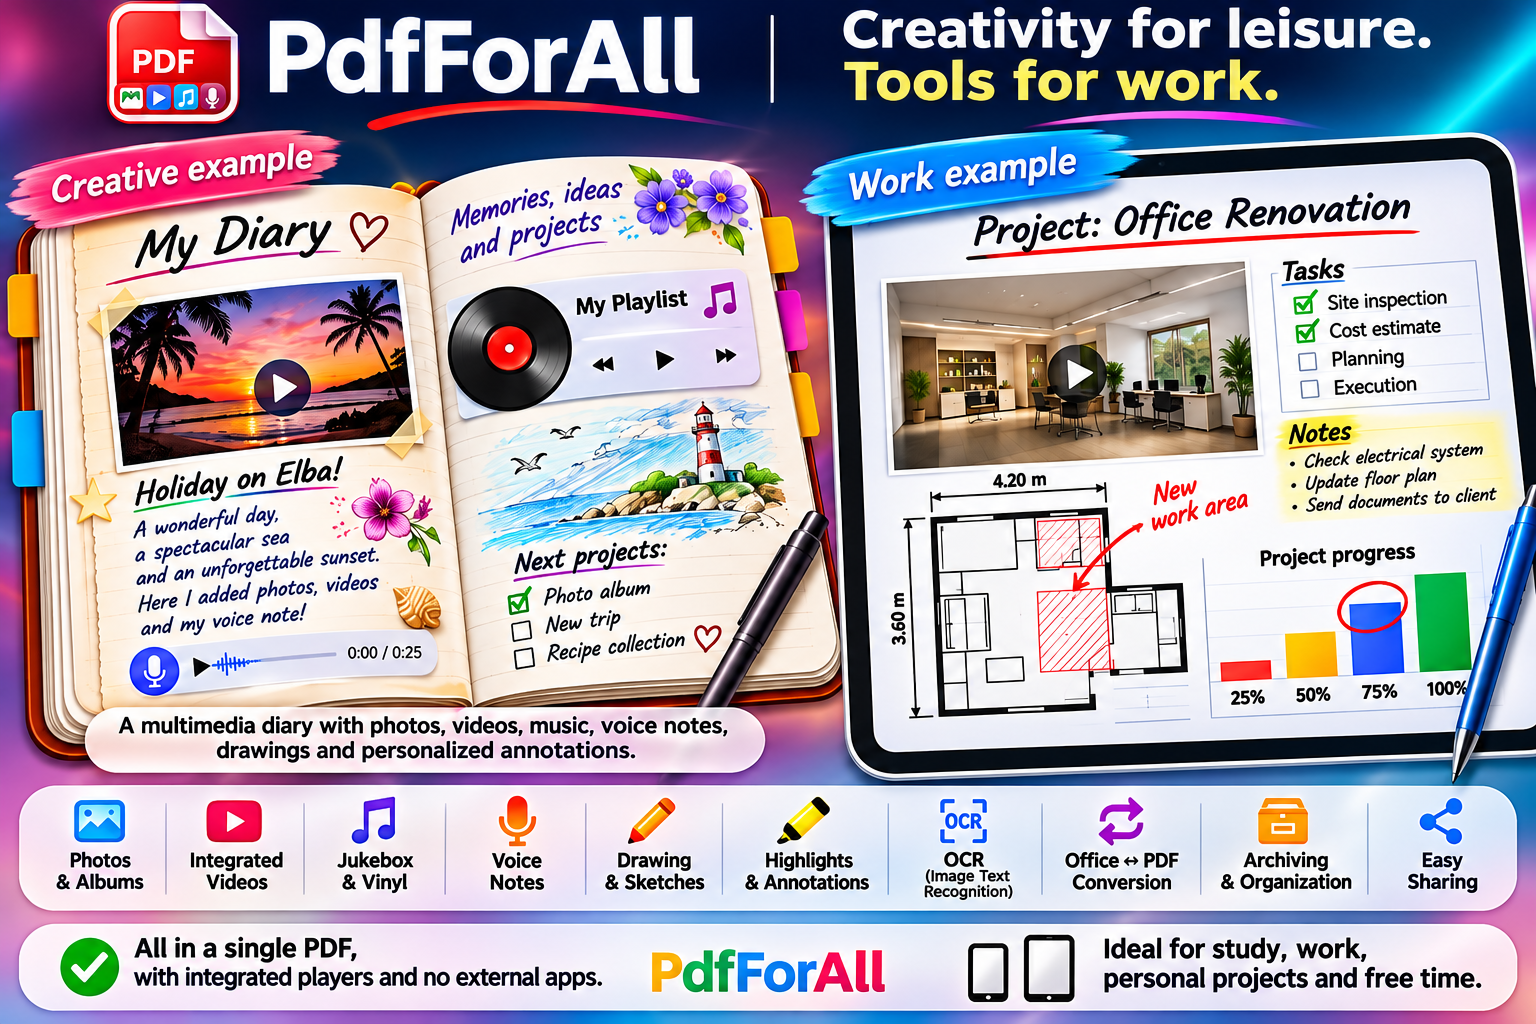 PDF
PdfForAll
Creativity for leisure.
Tools for work.
Creative example
My Diary
Holiday on Elba!
A wonderful day,
a spectacular sea
and an unforgettable sunset.
Here I added photos, videos
and my voice note!
0:00 / 0:25
Memories, ideas
and projects
My Playlist
Next projects:
Photo album
New trip
Recipe collection
A multimedia diary with photos, videos, music, voice notes,
drawings and personalized annotations.
Work example
Project: Office Renovation
Tasks
Site inspection
Cost estimate
Planning
Execution
Notes
• Check electrical system
• Update floor plan
• Send documents to client
4.20 m
3.60 m
New
work area
Project progress
25%
50%
75%
100%
Photos
& Albums
Integrated
Videos
Jukebox
& Vinyl
Voice
Notes
Drawing
& Sketches
Highlights
& Annotations
OCR
OCR
(Image Text
Recognition)
Office ↔ PDF
Conversion
Archiving
& Organization
Easy
Sharing
All in a single PDF,
with integrated players and no external apps.
PdfForAll
Ideal for study, work,
personal projects and free time.